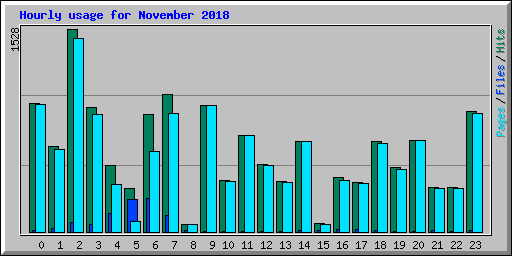 Hourly usage for November 2018
1528
Pages/Files/Hits
0 1 2 3 4 5 6 7 8 9 10 11 12 13 14 15 16 17 18 19 20 21 22 23